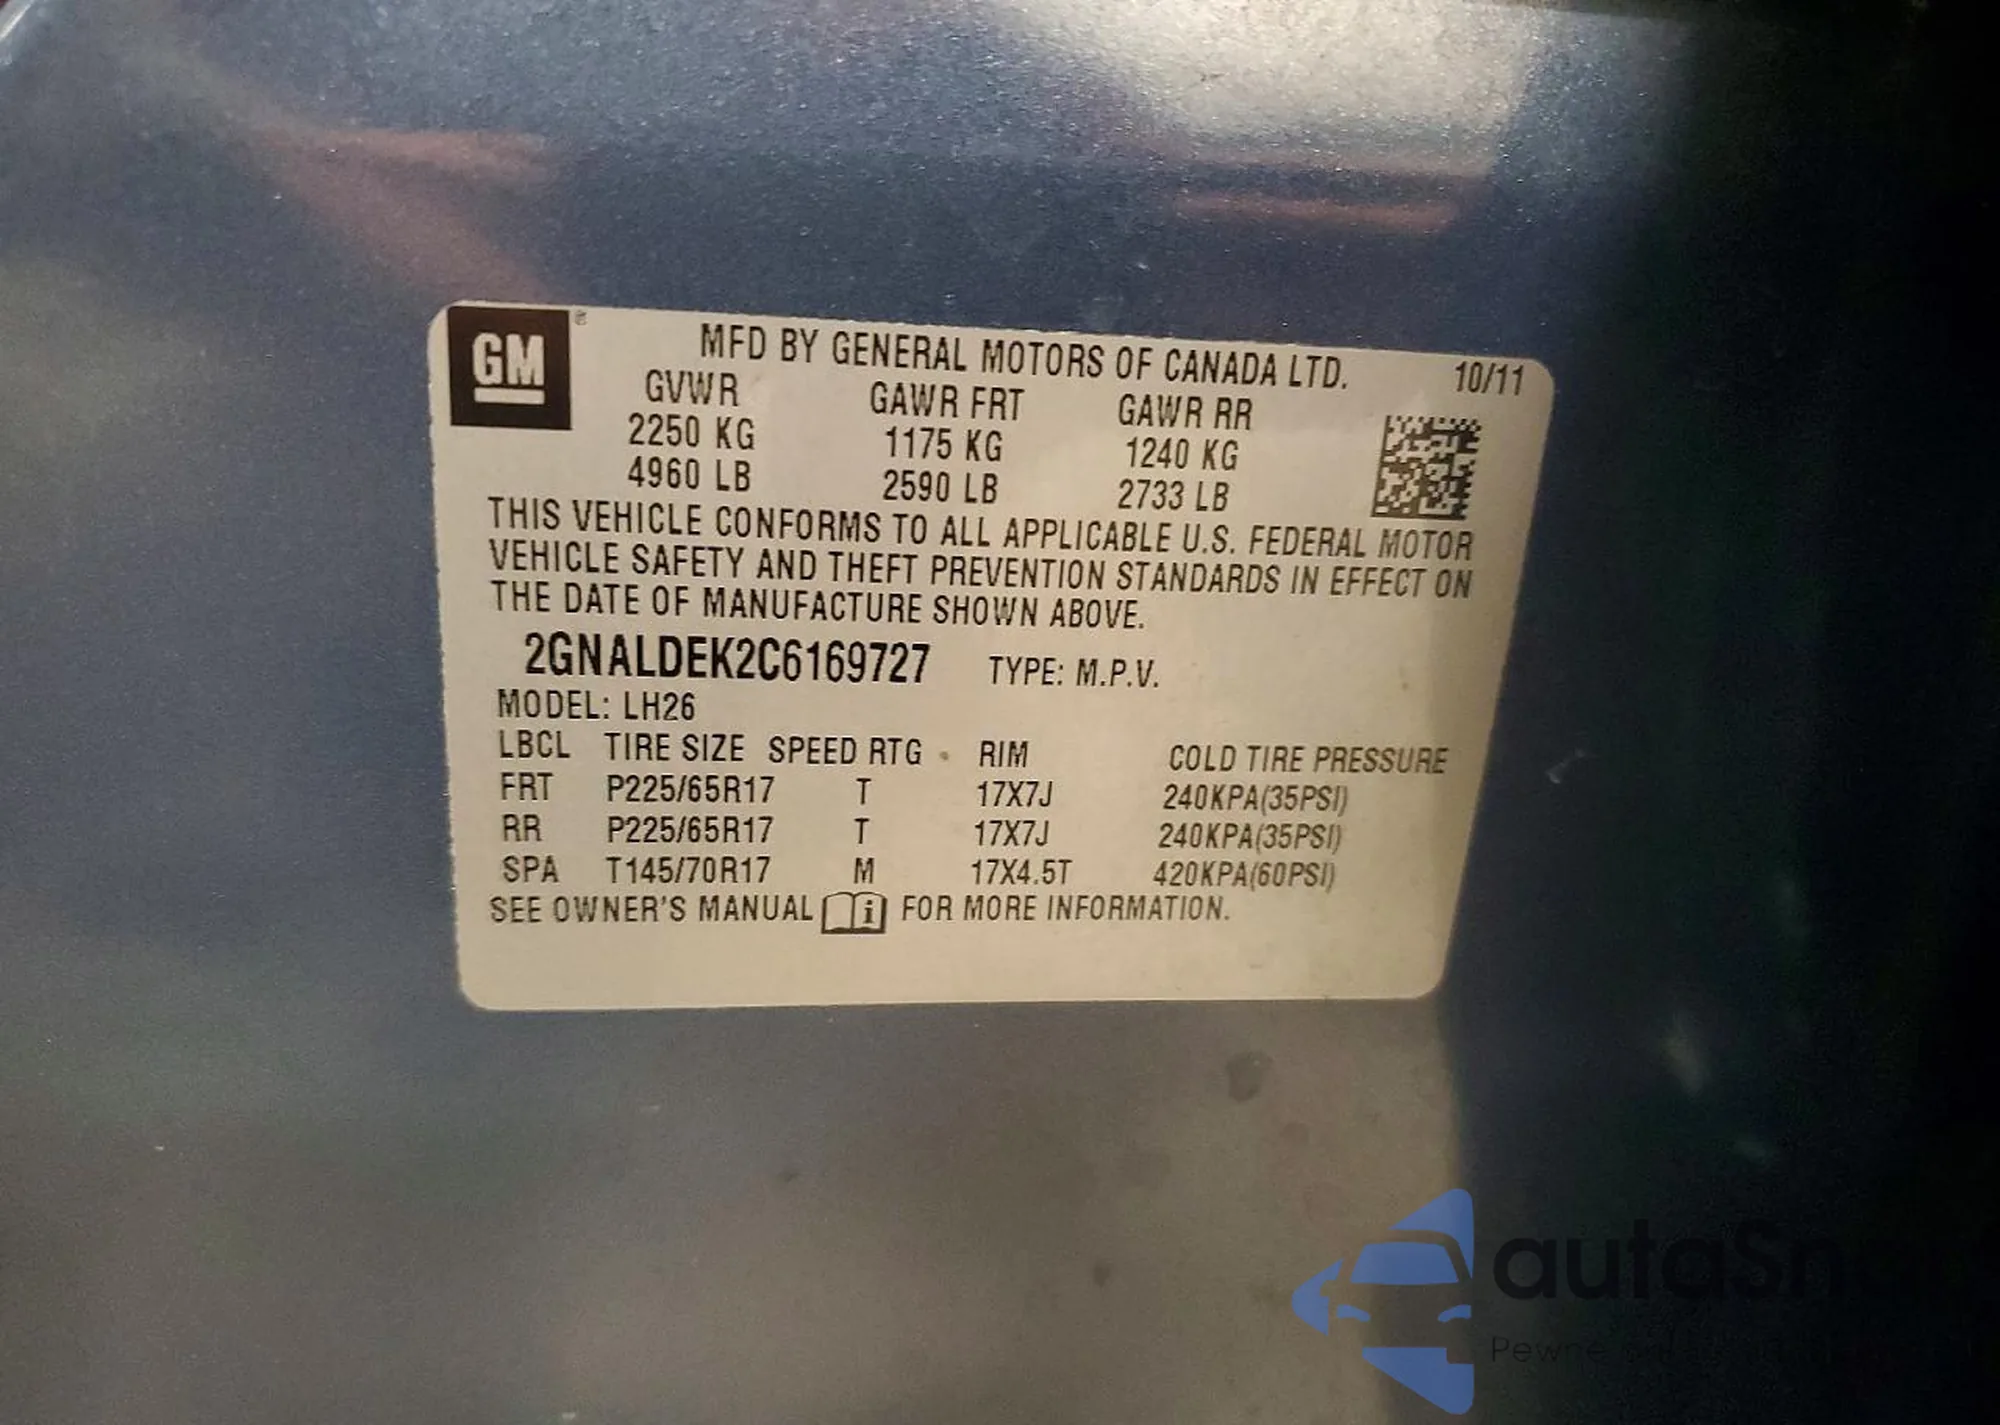 GM ®
MFD BY GENERAL MOTORS OF CANADA LTD. 10/11
GVWR GAWR FRT GAWR RR
2250 KG 1175 KG 1240 KG
4960 LB 2590 LB 2733 LB
THIS VEHICLE CONFORMS TO ALL APPLICABLE U.S. FEDERAL MOTOR
VEHICLE SAFETY AND THEFT PREVENTION STANDARDS IN EFFECT ON
THE DATE OF MANUFACTURE SHOWN ABOVE.
2GNALDEK2C6169727 TYPE: M.P.V.
MODEL: LH26
LBCL TIRE SIZE SPEED RTG RIM COLD TIRE PRESSURE
FRT P225/65R17 T 17X7J 240KPA(35PSI)
RR P225/65R17 T 17X7J 240KPA(35PSI)
SPA T145/70R17 M 17X4.5T 420KPA(60PSI)
SEE OWNER'S MANUAL i FOR MORE INFORMATION.
Pewne